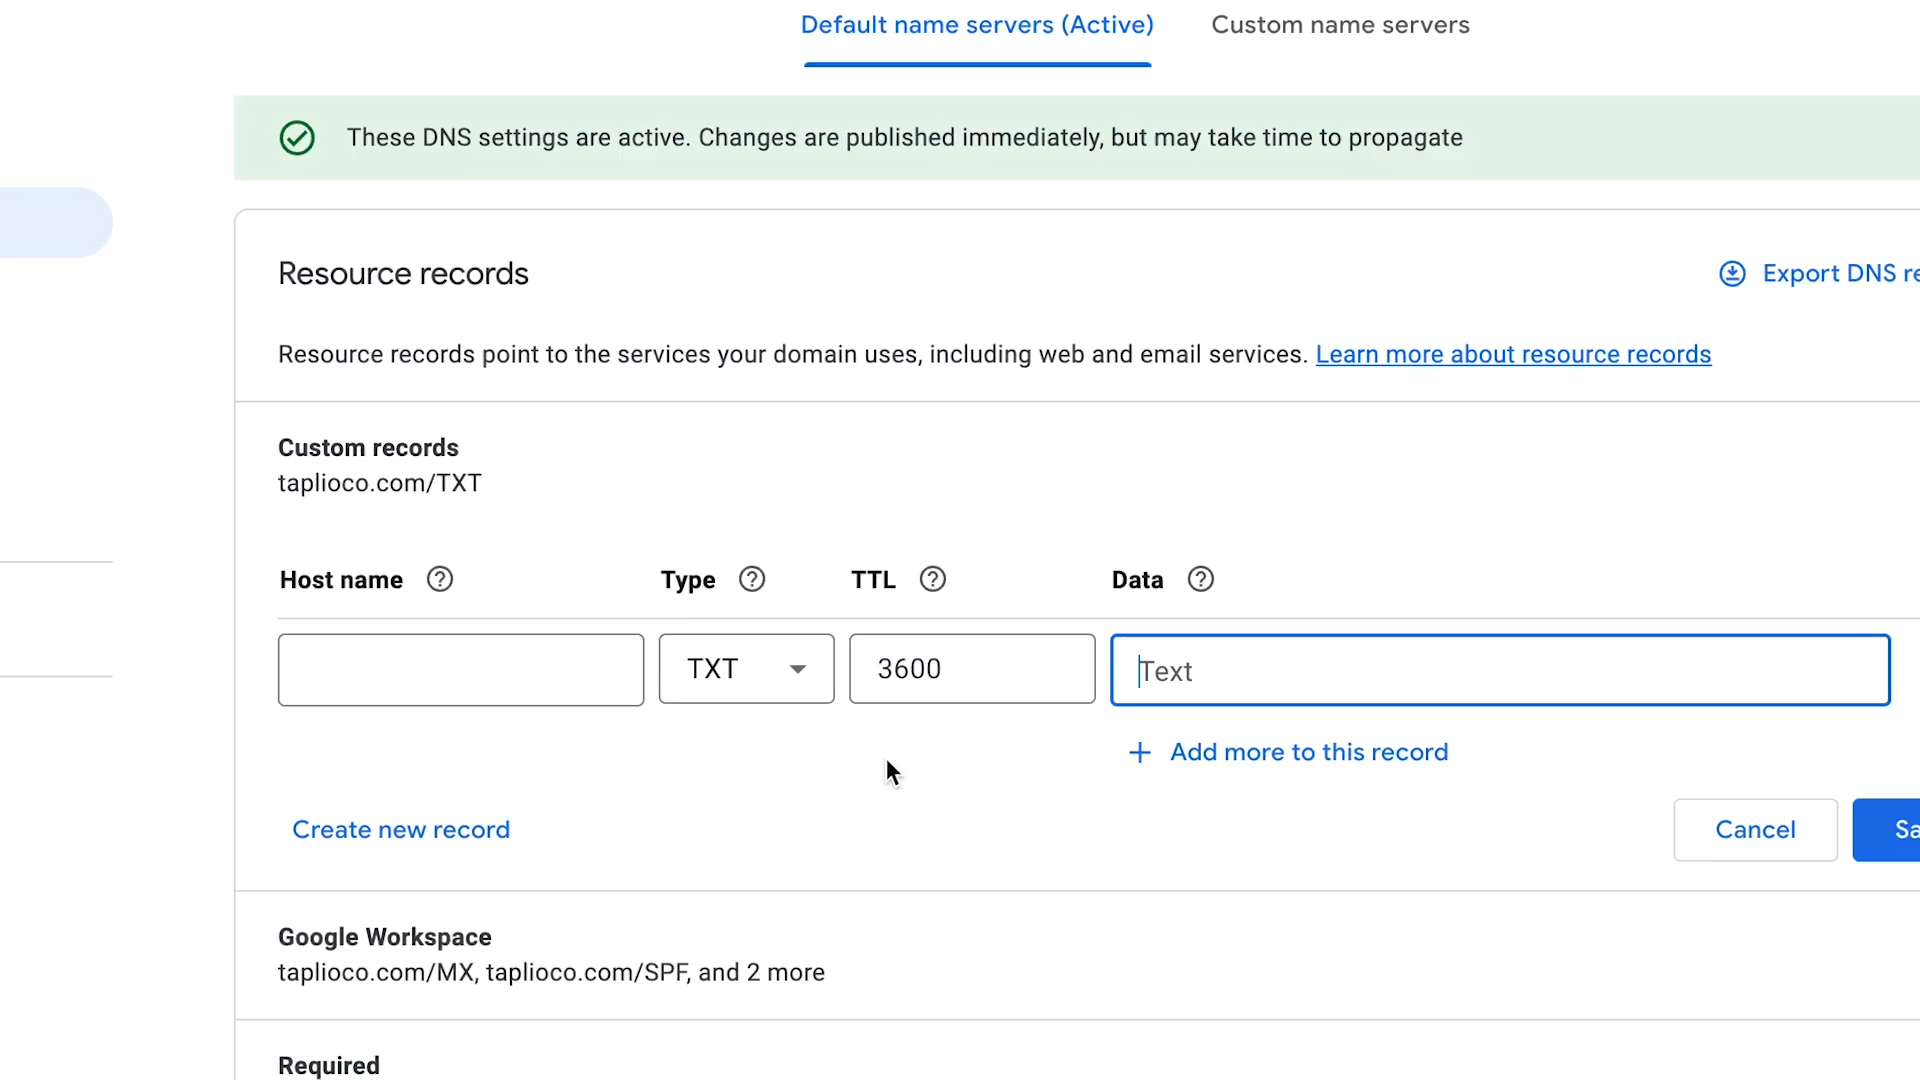 Default name servers (Active) Custom name servers
These DNS settings are active. Changes are published immediately, but may take time to propagate
Resource records
Export DNS re
Resource records point to the services your domain uses, including web and email services. Learn more about resource records
Custom records
taplioco.com/TXT
Host name Type TTL Data
TXT 3600 Text
Add more to this record
Create new record Cancel Sa
Google Workspace
taplioco.com/MX, taplioco.com/SPF, and 2 more
Required